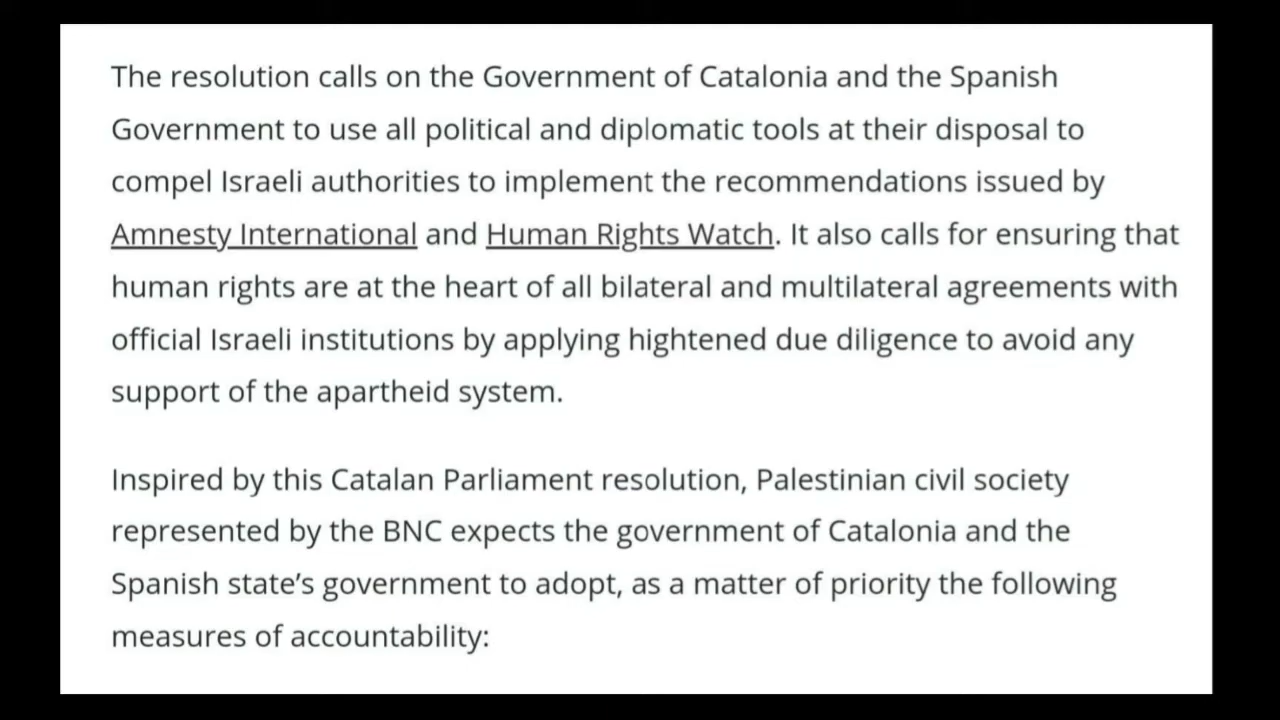 The resolution calls on the Government of Catalonia and the Spanish
Government to use all political and diplomatic tools at their disposal to
compel Israeli authorities to implement the recommendations issued by
Amnesty International and Human Rights Watch. It also calls for ensuring that
human rights are at the heart of all bilateral and multilateral agreements with
official Israeli institutions by applying hightened due diligence to avoid any
support of the apartheid system.
Inspired by this Catalan Parliament resolution, Palestinian civil society
represented by the BNC expects the government of Catalonia and the
Spanish state’s government to adopt, as a matter of priority the following
measures of accountability: